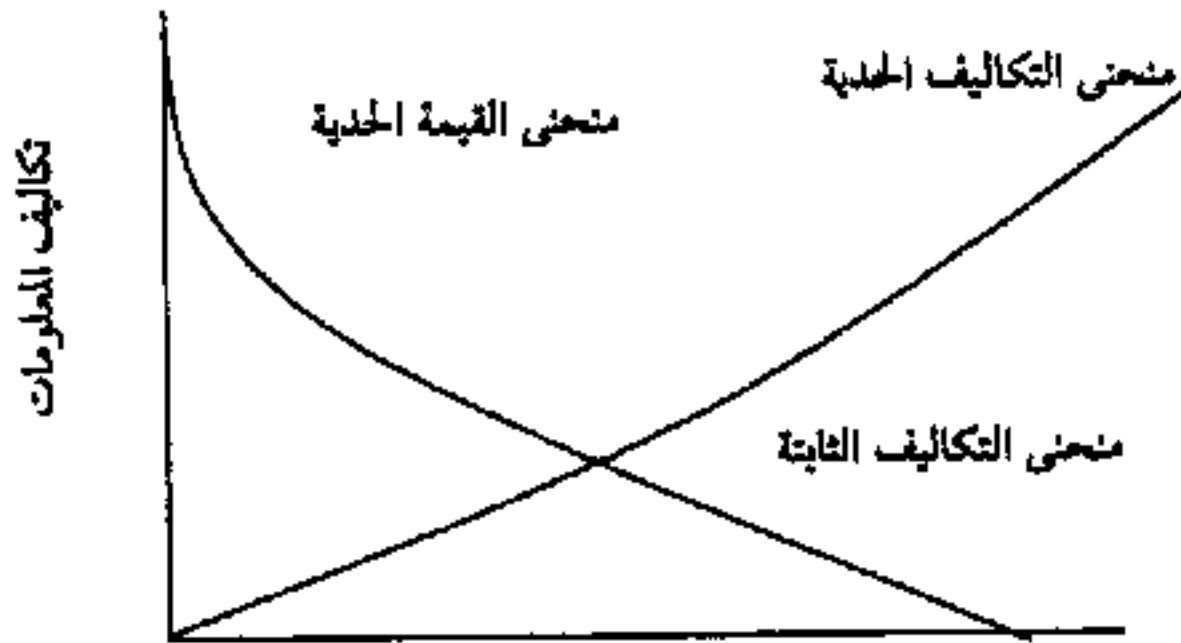 منحنى التكاليف الحدية
منحنى القيمة الحدية
تكاليف المعلومات
منحنى التكاليف الثابتة